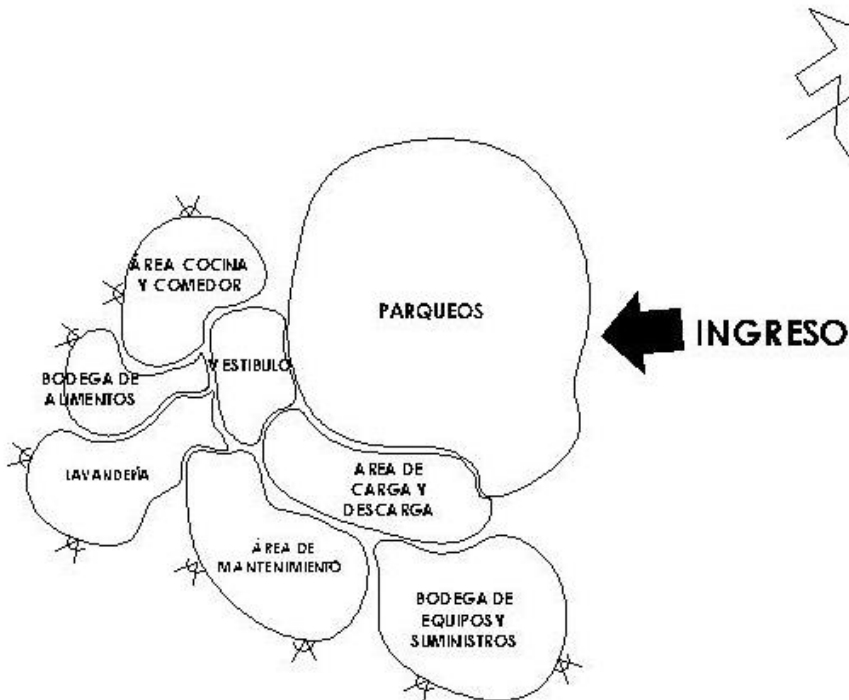 ÁREA COCINA
Y COMEDOR
PARQUEOS
INGRESO
VESTIBULO
BODEGA DE
ALIMENTOS
LAVANDERÍA
AREA DE
CARGA Y
DESCARGA
ÁREA DE
MANTENIMIENTO
BODEGA DE
EQUIPOS Y
SUMINISTROS